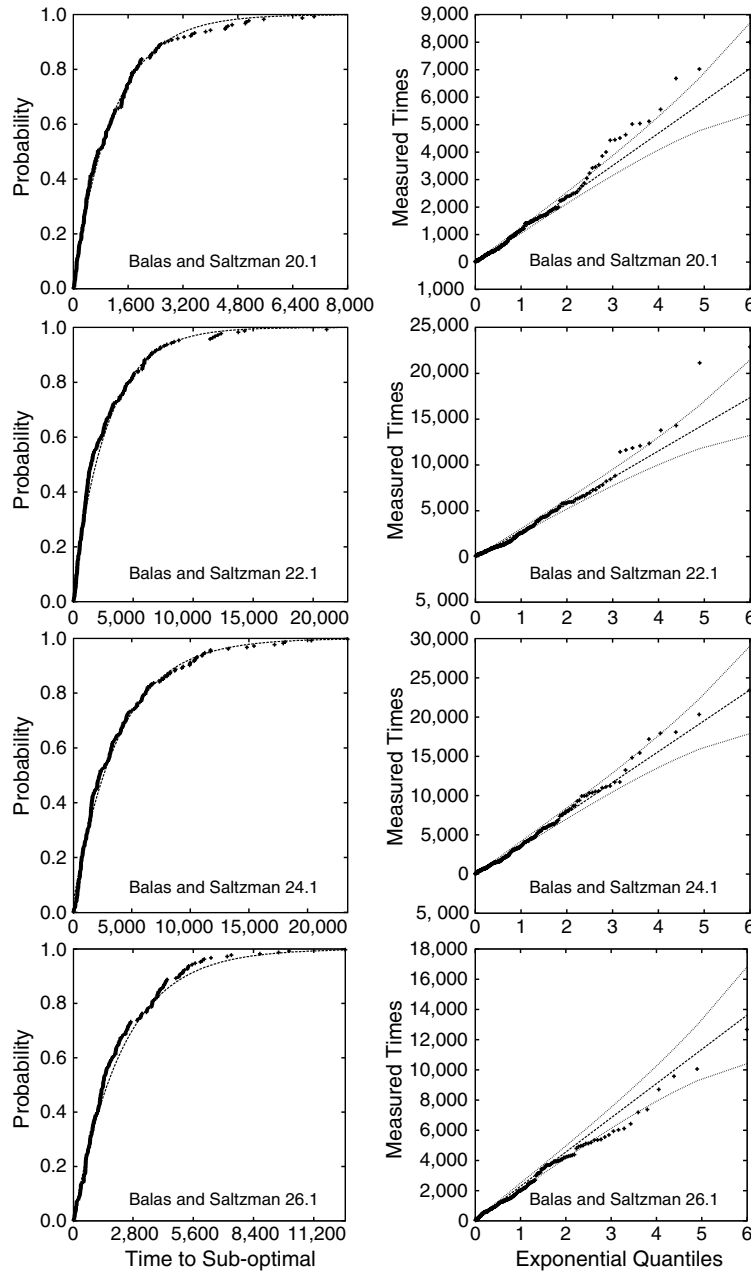 1.0
0.8
0.6
0.4
0.2
0.0
Probability
Balas and Saltzman 20.1
0 1,600 3,200 4,800 6,400 8,000
9,000
8,000
7,000
6,000
5,000
4,000
3,000
2,000
1,000
0
1,000
Measured Times
Balas and Saltzman 20.1
0 1 2 3 4 5 6
1.0
0.8
0.6
0.4
0.2
0.0
Probability
Balas and Saltzman 22.1
0 5,000 10,000 15,000 20,000
25,000
20,000
15,000
10,000
5,000
0
5, 000
Measured Times
Balas and Saltzman 22.1
0 1 2 3 4 5 6
1.0
0.8
0.6
0.4
0.2
0.0
Probability
Balas and Saltzman 24.1
0 5,000 10,000 15,000 20,000
30,000
25,000
20,000
15,000
10,000
5,000
0
5, 000
Measured Times
Balas and Saltzman 24.1
0 1 2 3 4 5 6
1.0
0.8
0.6
0.4
0.2
0.0
Probability
Balas and Saltzman 26.1
0 2,800 5,600 8,400 11,200
Time to Sub-optimal
18,000
16,000
14,000
12,000
10,000
8,000
6,000
4,000
2,000
0
Measured Times
Balas and Saltzman 26.1
0 1 2 3 4 5 6
Exponential Quantiles